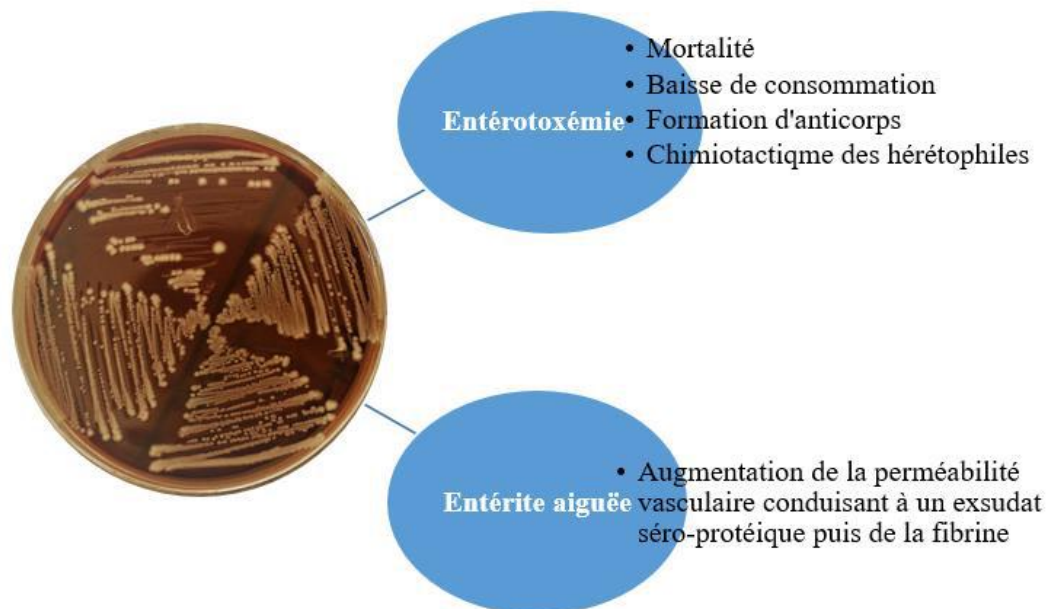 Entérotoxémie
• Mortalité
• Baisse de consommation
• Formation d'anticorps
• Chimiotactiqme des hérétophiles
Entérite aiguëe
• Augmentation de la perméabilité
vasculaire conduisant à un exsudat
séro-protéique puis de la fibrine